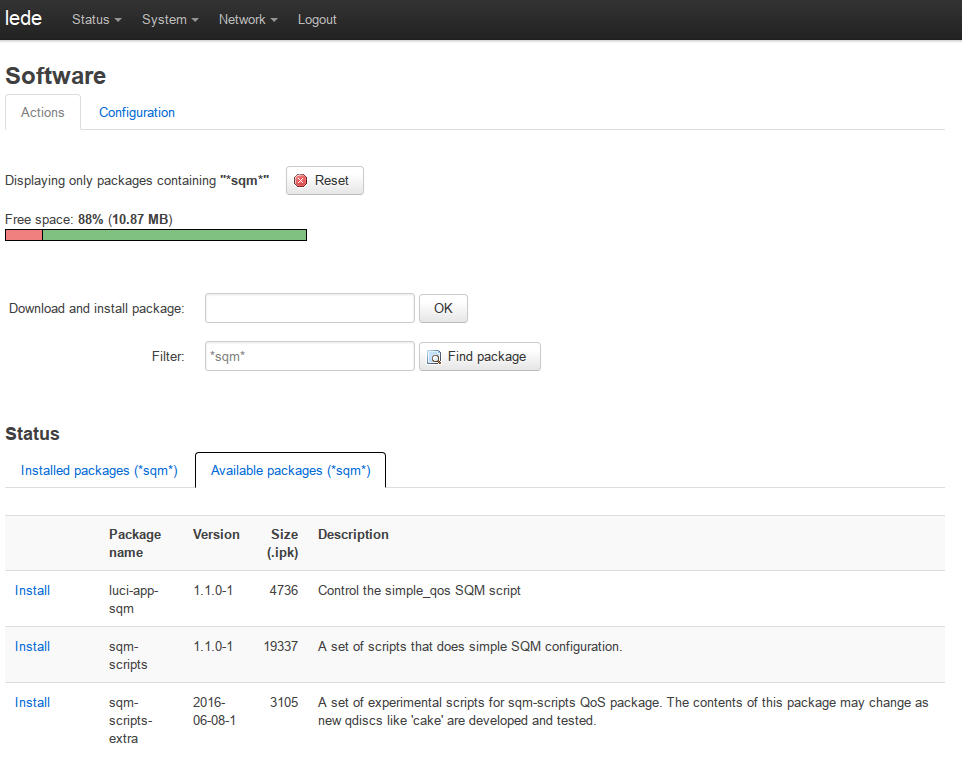 lede Status System Network Logout
Software
Actions Configuration
Displaying only packages containing "*sqm*" Reset
Free space: 88% (10.87 MB)
Download and install package: OK
Filter: *sqm* Find package
Status
Installed packages (*sqm*) Available packages (*sqm*)
Package name Version Size (.ipk) Description
Install luci-app-sqm 1.1.0-1 4736 Control the simple_qos SQM script
Install sqm-scripts 1.1.0-1 19337 A set of scripts that does simple SQM configuration.
Install sqm-scripts-extra 2016-06-08-1 3105 A set of experimental scripts for sqm-scripts QoS package. The contents of this package may change as
new qdiscs like 'cake' are developed and tested.